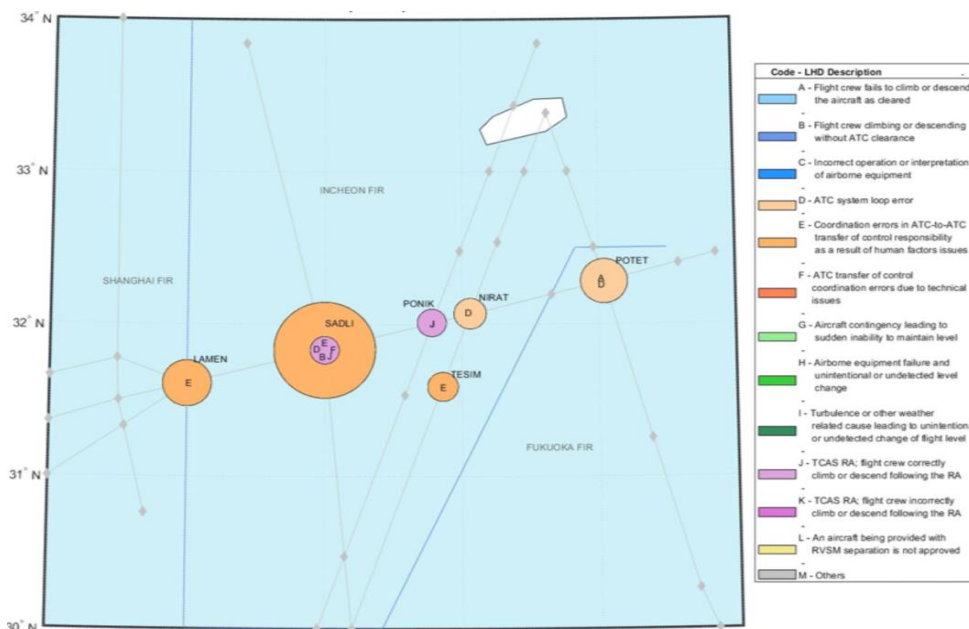 34° N
33° N
32° N
31° N
30° N
INCHEON FIR
SHANGHAI FIR
FUKUOKA FIR
POTET
A
D
NIRAT
D
PONIK
J
SADLI
E
D F
B J
LAMEN
E
TESIM
E
Code - LHD Description
A - Flight crew fails to climb or descend
the aircraft as cleared
-
B - Flight crew climbing or descending
without ATC clearance
-
C - Incorrect operation or interpretation
of airborne equipment
-
D - ATC system loop error
-
E - Coordination errors in ATC-to-ATC
transfer of control responsibility
as a result of human factors issues
-
F - ATC transfer of control
coordination errors due to technical
issues
-
G - Aircraft contingency leading to
sudden inability to maintain level
-
H - Airborne equipment failure and
unintentional or undetected level
change
-
I - Turbulence or other weather
related cause leading to unintention
or undetected change of flight level
-
J - TCAS RA; flight crew correctly
climb or descend following the RA
-
K - TCAS RA; flight crew incorrectly
climb or descend following the RA
-
L - An aircraft being provided with
RVSM separation is not approved
-
M - Others